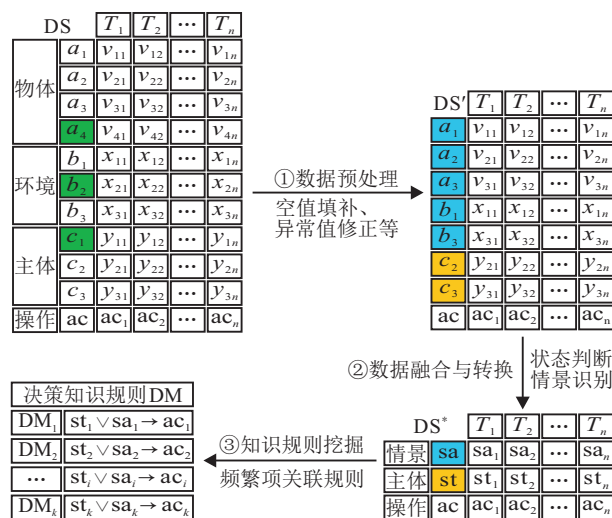 DS T₁ T₂ ··· Tₙ
物体
a₁ v₁₁ v₁₂ ··· v₁ₙ
a₂ v₂₁ v₂₂ ··· v₂ₙ
a₃ v₃₁ v₃₂ ··· v₃ₙ
a₄ v₄₁ v₄₂ ··· v₄ₙ
环境
b₁ x₁₁ x₁₂ ··· x₁ₙ
b₂ x₂₁ x₂₂ ··· x₂ₙ
b₃ x₃₁ x₃₂ ··· x₃ₙ
主体
c₁ y₁₁ y₁₂ ··· y₁ₙ
c₂ y₂₁ y₂₂ ··· y₂ₙ
c₃ y₃₁ y₃₂ ··· y₃ₙ
操作 ac ac₁ ac₂ ··· acₙ
①数据预处理
空值填补、
异常值修正等
DS′ T₁ T₂ ··· Tₙ
a₁ v₁₁ v₁₂ ··· v₁ₙ
a₂ v₂₁ v₂₂ ··· v₂ₙ
a₃ v₃₁ v₃₂ ··· v₃ₙ
b₁ x₁₁ x₁₂ ··· x₁ₙ
b₃ x₃₁ x₃₂ ··· x₃ₙ
c₂ y₂₁ y₂₂ ··· y₂ₙ
c₃ y₃₁ y₃₂ ··· y₃ₙ
ac ac₁ ac₂ ··· acₙ
②数据融合与转换
状态判断
情景识别
DS* T₁ T₂ ··· Tₙ
情景 sa sa₁ sa₂ ··· saₙ
主体 st st₁ st₂ ··· stₙ
操作 ac ac₁ ac₂ ··· acₙ
③知识规则挖掘
频繁项关联规则
决策知识规则DM
DM₁ st₁∨sa₁→ac₁
DM₂ st₂∨sa₂→ac₂
··· stᵢ∨saᵢ→acᵢ
DMₖ stₖ∨saₖ→acₖ